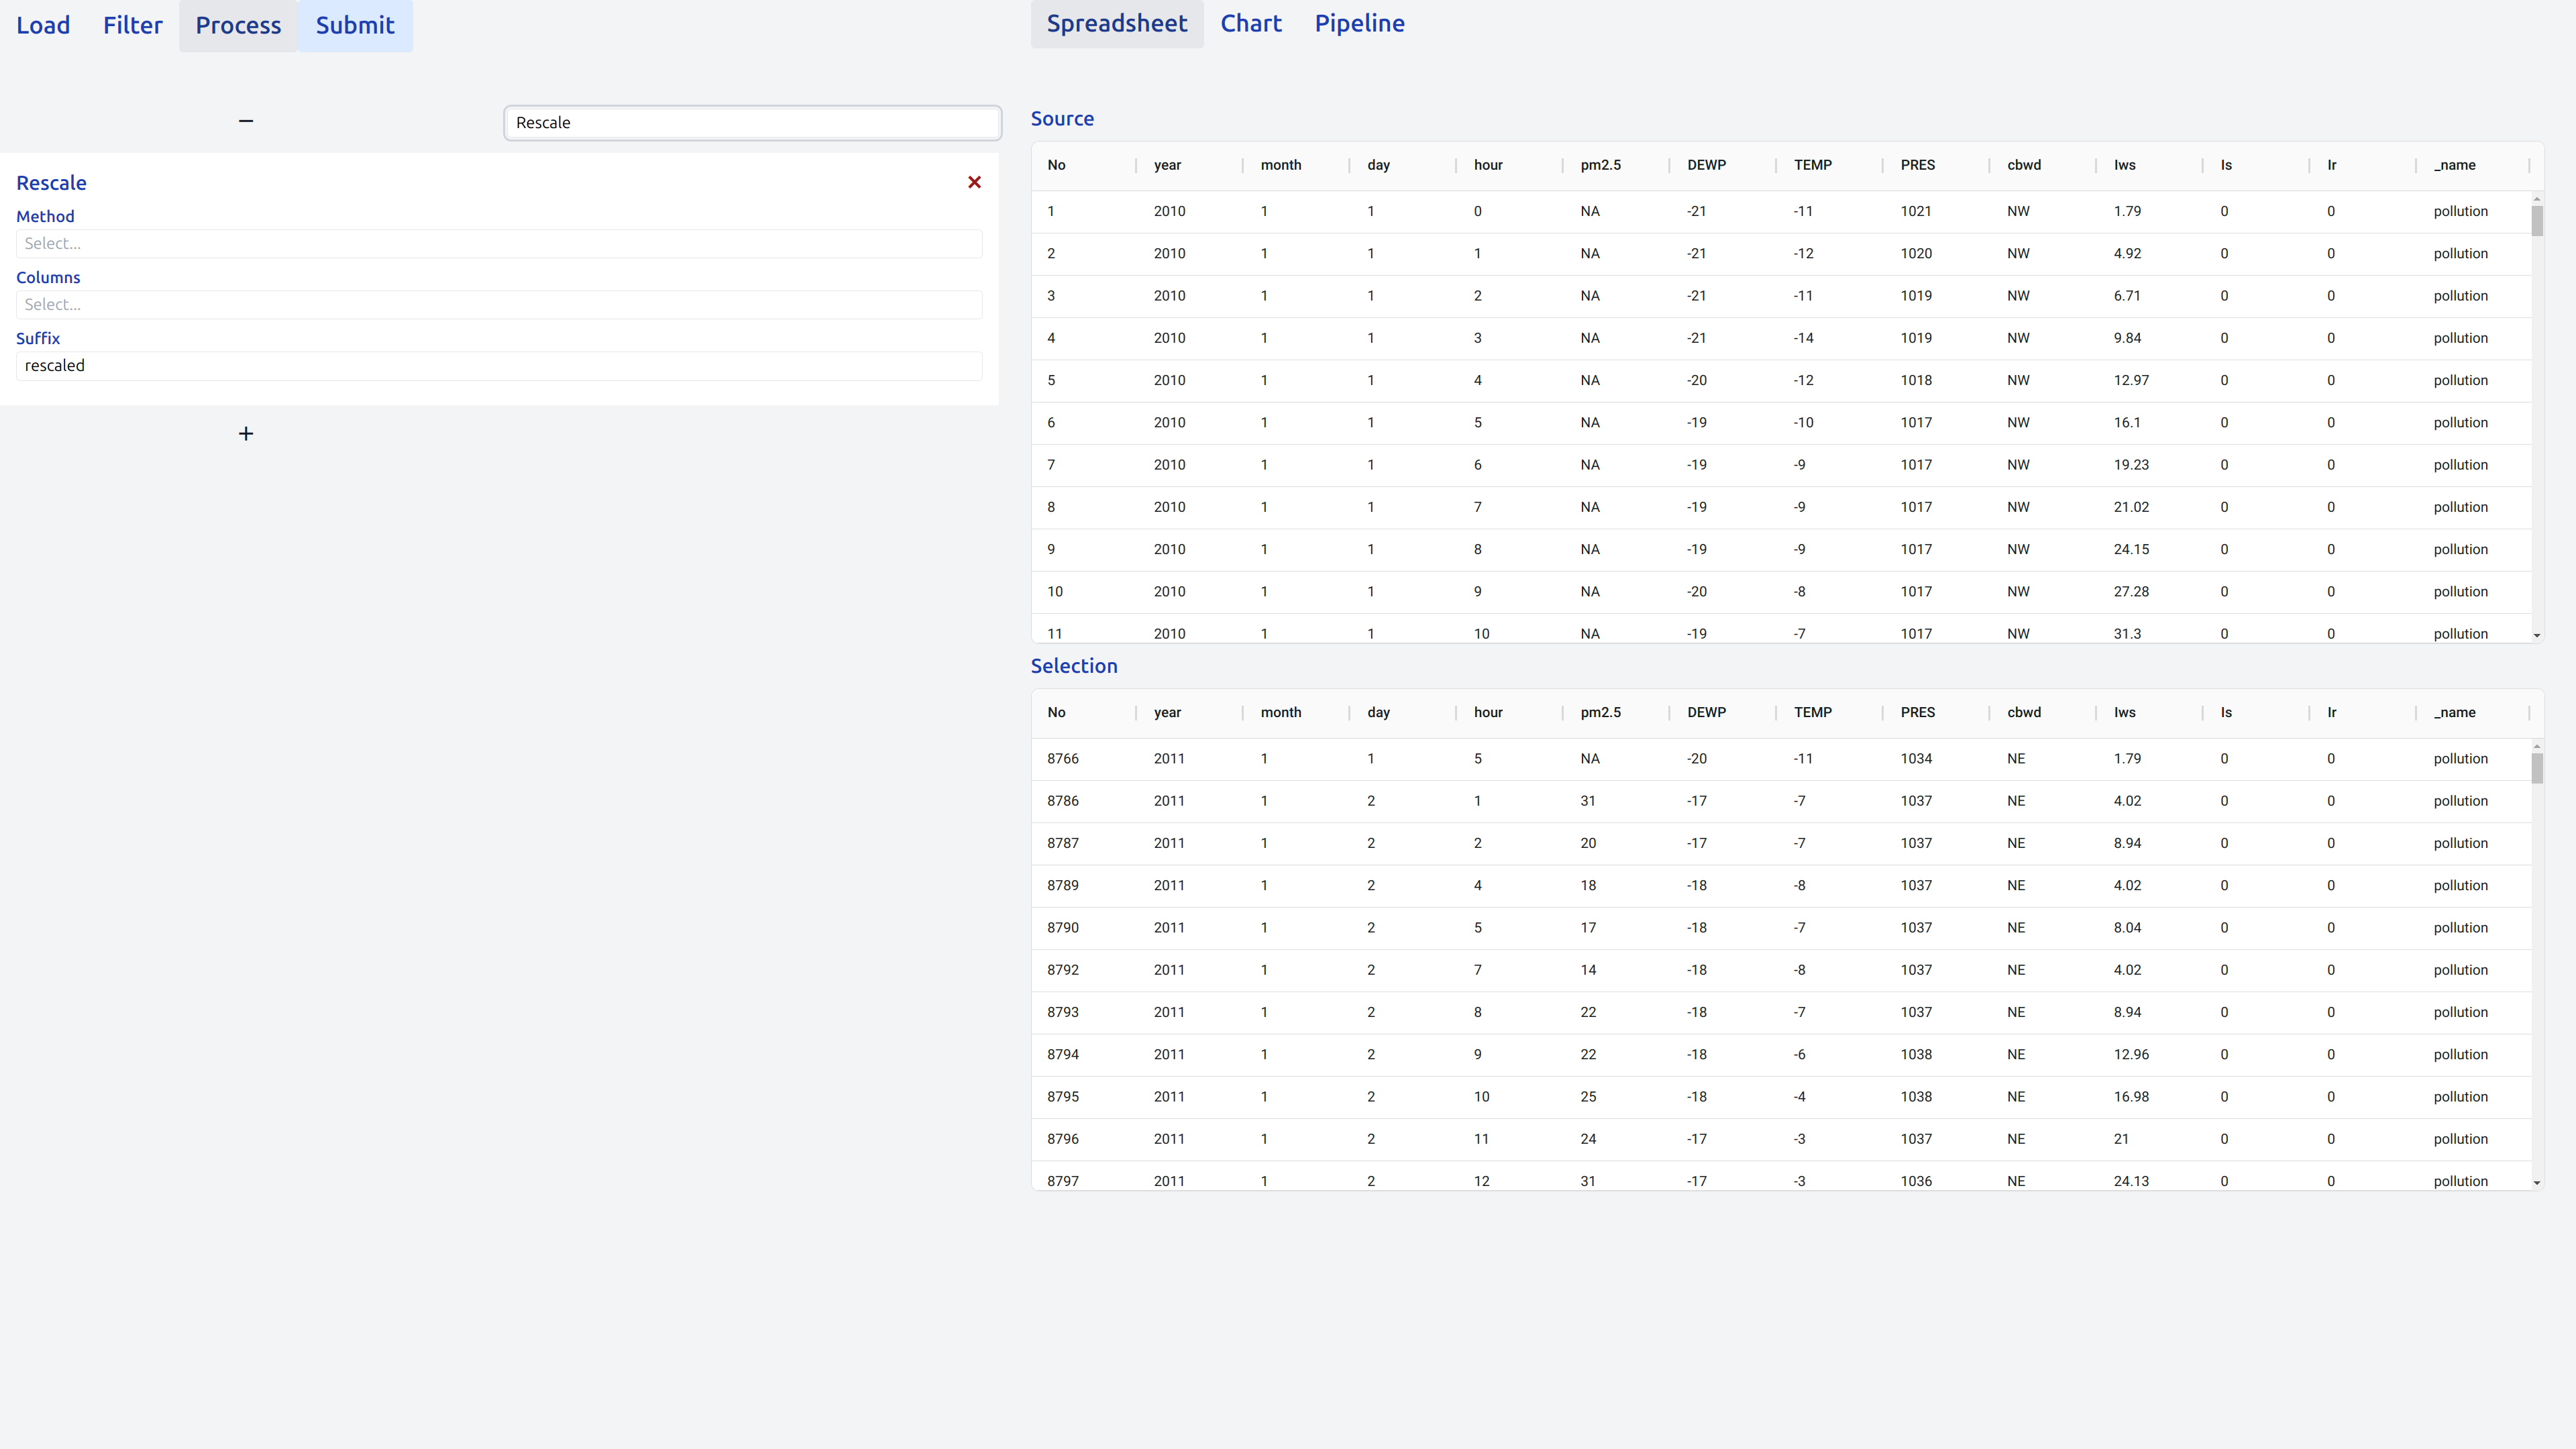 Load Filter Process Submit
Spreadsheet Chart Pipeline
− Rescale
Rescale ×
Method
Select...
Columns
Select...
Suffix
rescaled
+
Source
No year month day hour pm2.5 DEWP TEMP PRES cbwd Iws Is Ir _name
1 2010 1 1 0 NA -21 -11 1021 NW 1.79 0 0 pollution
2 2010 1 1 1 NA -21 -12 1020 NW 4.92 0 0 pollution
3 2010 1 1 2 NA -21 -11 1019 NW 6.71 0 0 pollution
4 2010 1 1 3 NA -21 -14 1019 NW 9.84 0 0 pollution
5 2010 1 1 4 NA -20 -12 1018 NW 12.97 0 0 pollution
6 2010 1 1 5 NA -19 -10 1017 NW 16.1 0 0 pollution
7 2010 1 1 6 NA -19 -9 1017 NW 19.23 0 0 pollution
8 2010 1 1 7 NA -19 -9 1017 NW 21.02 0 0 pollution
9 2010 1 1 8 NA -19 -9 1017 NW 24.15 0 0 pollution
10 2010 1 1 9 NA -20 -8 1017 NW 27.28 0 0 pollution
11 2010 1 1 10 NA -19 -7 1017 NW 31.3 0 0 pollution
Selection
No year month day hour pm2.5 DEWP TEMP PRES cbwd Iws Is Ir _name
8766 2011 1 1 5 NA -20 -11 1034 NE 1.79 0 0 pollution
8786 2011 1 2 1 31 -17 -7 1037 NE 4.02 0 0 pollution
8787 2011 1 2 2 20 -17 -7 1037 NE 8.94 0 0 pollution
8789 2011 1 2 4 18 -18 -8 1037 NE 4.02 0 0 pollution
8790 2011 1 2 5 17 -18 -7 1037 NE 8.04 0 0 pollution
8792 2011 1 2 7 14 -18 -8 1037 NE 4.02 0 0 pollution
8793 2011 1 2 8 22 -18 -7 1037 NE 8.94 0 0 pollution
8794 2011 1 2 9 22 -18 -6 1038 NE 12.96 0 0 pollution
8795 2011 1 2 10 25 -18 -4 1038 NE 16.98 0 0 pollution
8796 2011 1 2 11 24 -17 -3 1037 NE 21 0 0 pollution
8797 2011 1 2 12 31 -17 -3 1036 NE 24.13 0 0 pollution